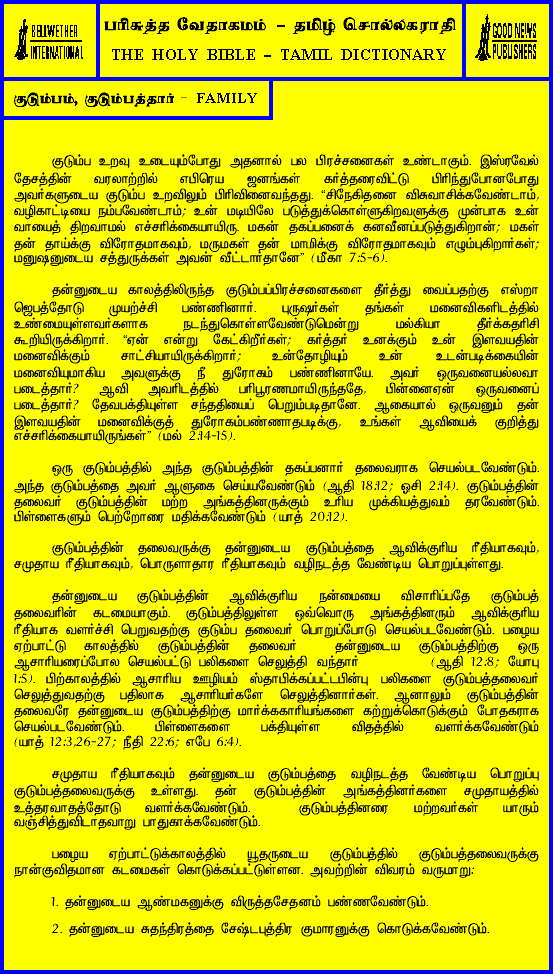 BELLWETHER
INTERNATIONAL
பரிசுத்த வேதாகமம் – தமிழ் சொல்லகராதி
THE HOLY BIBLE – TAMIL DICTIONARY
GOOD NEWS
PUBLISHERS
குடும்பம், குடும்பத்தார் – FAMILY
குடும்ப உறவு உடையும்போது அதனால் பல பிரச்சனைகள் உண்டாகும். இஸ்ரவேல்
தேசத்தின் வரலாற்றில் எபிரெய ஜனங்கள் கர்த்தரைவிட்டு பிரிந்துபோனபோது
அவர்களுடைய குடும்ப உறவிலும் பிரிவினைவந்தது. “சிநேகிதனை விசுவாசிக்கவேண்டாம்,
வழிகாட்டியை நம்பவேண்டாம்; உன் மடியிலே படுத்துக்கொள்ளுகிறவளுக்கு முன்பாக உன்
வாயைத் திறவாமல் எச்சரிக்கையாயிரு. மகன் தகப்பனைக் கனவீனப்படுத்துகிறான்; மகள்
தன் தாய்க்கு விரோதமாகவும், மருமகள் தன் மாமிக்கு விரோதமாகவும் எழும்புகிறார்கள்;
மனுஷனுடைய சத்துருக்கள் அவன் வீட்டார்தானே” (மீகா 7:5-6).
தன்னுடைய காலத்திலிருந்த குடும்பப்பிரச்சனைகளை தீர்த்து வைப்பதற்கு எஸ்றா
ஜெபத்தோடு முயற்ச்சி பண்ணினார். புருஷர்கள் தங்கள் மனைவிகளிடத்தில்
உண்மையுள்ளவர்களாக நடந்துகொள்ளவேண்டுமென்று மல்கியா தீர்க்கதரிசி
கூறியிருக்கிறார். “ஏன் என்று கேட்கிறீர்கள்; கர்த்தர் உனக்கும் உன் இளவயதின்
மனைவிக்கும் சாட்சியாயிருக்கிறார்; உன்தோழியும் உன் உடன்படிக்கையின்
மனைவியுமாகிய அவளுக்கு நீ துரோகம் பண்ணினாயே. அவர் ஒருவனையல்லவா
படைத்தார்? ஆவி அவரிடத்தில் பரிபூரணமாயிருந்ததே, பின்னைஏன் ஒருவனைப்
படைத்தார்? தேவபக்தியுள்ள சந்ததியைப் பெறும்படிதானே. ஆகையால் ஒருவனும் தன்
இளவயதின் மனைவிக்குத் துரோகம்பண்ணாதபடிக்கு, உங்கள் ஆவியைக் குறித்து
எச்சரிக்கையாயிருங்கள்” (மல் 2:14-15).
ஒரு குடும்பத்தில் அந்த குடும்பத்தின் தகப்பனார் தலைவராக செயல்படவேண்டும்.
அந்த குடும்பத்தை அவர் ஆளுகை செய்யவேண்டும் (ஆதி 18:12; ஓசி 2:14). குடும்பத்தின்
தலைவர் குடும்பத்தின் மற்ற அங்கத்தினருக்கும் உரிய முக்கியத்துவம் தரவேண்டும்.
பிள்ளைகளும் பெற்றோரை மதிக்கவேண்டும் (யாத் 20:12).
குடும்பத்தின் தலைவருக்கு தன்னுடைய குடும்பத்தை ஆவிக்குரிய ரீதியாகவும்,
சமுதாய ரீதியாகவும், பொருளாதார ரீதியாகவும் வழிநடத்த வேண்டிய பொறுப்புள்ளது.
தன்னுடைய குடும்பத்தின் ஆவிக்குரிய நன்மையை விசாரிப்பதே குடும்பத்
தலைவரின் கடமையாகும். குடும்பத்திலுள்ள ஒவ்வொரு அங்கத்தினரும் ஆவிக்குரிய
ரீதியாக வளர்ச்சி பெறுவதற்கு குடும்ப தலைவர் பொறுப்போடு செயல்படவேண்டும். பழைய
ஏற்பாட்டு காலத்தில் குடும்பத்தின் தலைவர் தன்னுடைய குடும்பத்திற்கு ஒரு
ஆசாரியரைப்போல செயல்பட்டு பலிகளை செலுத்தி வந்தார் (ஆதி 12:8; யோபு
1:5). பிற்காலத்தில் ஆசாரிய ஊழியம் ஸ்தாபிக்கப்பட்டபின்பு பலிகளை குடும்பத்தலைவர்
செலுத்துவதற்கு பதிலாக ஆசாரியர்களே செலுத்தினார்கள். ஆனாலும் குடும்பத்தின்
தலைவரே தன்னுடைய குடும்பத்திற்கு மார்க்ககாரியங்களை கற்றுக்கொடுக்கும் போதகராக
செயல்படவேண்டும். பிள்ளைகளை பக்தியுள்ள விதத்தில் வளர்க்கவேண்டும்
(யாத் 12:3,26-27; நீதி 22:6; எபே 6:4).
சமுதாய ரீதியாகவும் தன்னுடைய குடும்பத்தை வழிநடத்த வேண்டிய பொறுப்பு
குடும்பத்தலைவருக்கு உள்ளது. தன் குடும்பத்தின் அங்கத்தினர்களை சமுதாயத்தில்
உத்தரவாதத்தோடு வளர்க்கவேண்டும். குடும்பத்தினரை மற்றவர்கள் யாரும்
வஞ்சித்துவிடாதவாறு பாதுகாக்கவேண்டும்.
பழைய ஏற்பாட்டுக்காலத்தில் யூதருடைய குடும்பத்தில் குடும்பத்தலைவருக்கு
நான்குவிதமான கடமைகள் கொடுக்கப்பட்டுள்ளன. அவற்றின் விவரம் வருமாறு:
1. தன்னுடைய ஆண்மகனுக்கு விருத்தசேதனம் பண்ணவேண்டும்.
2. தன்னுடைய சுதந்திரத்தை சேஷ்டபுத்திர குமாரனுக்கு கொடுக்கவேண்டும்.